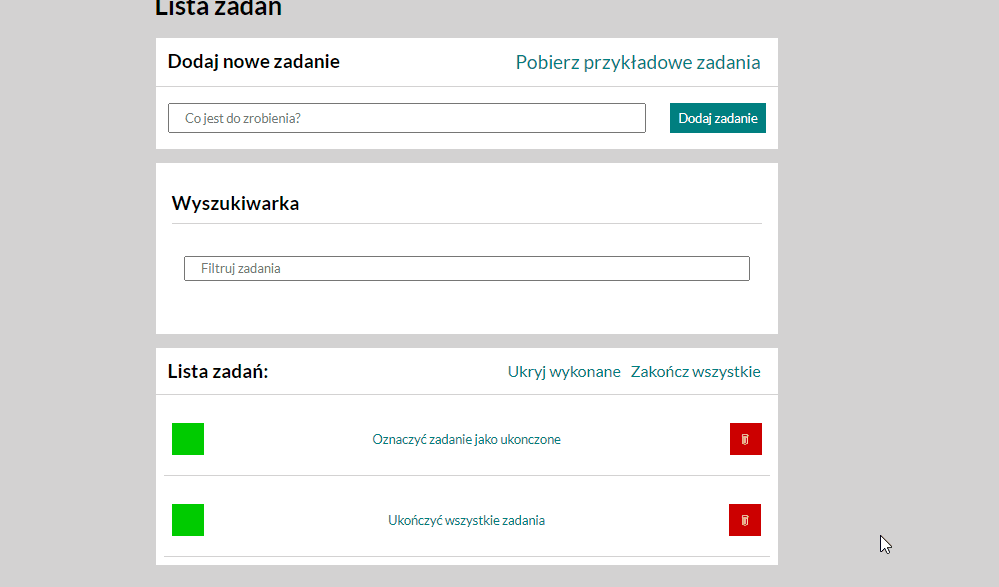 Lista zadań
Dodaj nowe zadanie
Pobierz przykładowe zadania
Co jest do zrobienia?
Dodaj zadanie
Wyszukiwarka
Filtruj zadania
Lista zadań:
Ukryj wykonane
Zakończ wszystkie
Oznaczyć zadanie jako ukonczone
Ukończyć wszystkie zadania